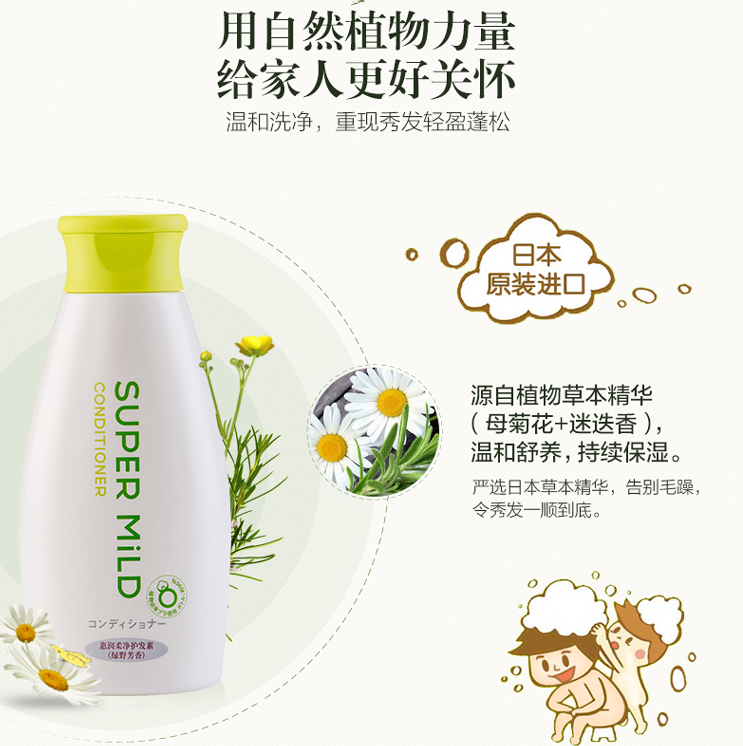 用自然植物力量
给家人更好关怀
温和洗净，重现秀发轻盈蓬松
日本
原装进口
SUPER MiLD
CONDITIONER
コンディショナー
惠润柔净护发素
(绿野芳香)
源自植物草本精华
（母菊花+迷迭香），
温和舒养，持续保湿。
严选日本草本精华，告别毛躁，
令秀发一顺到底。